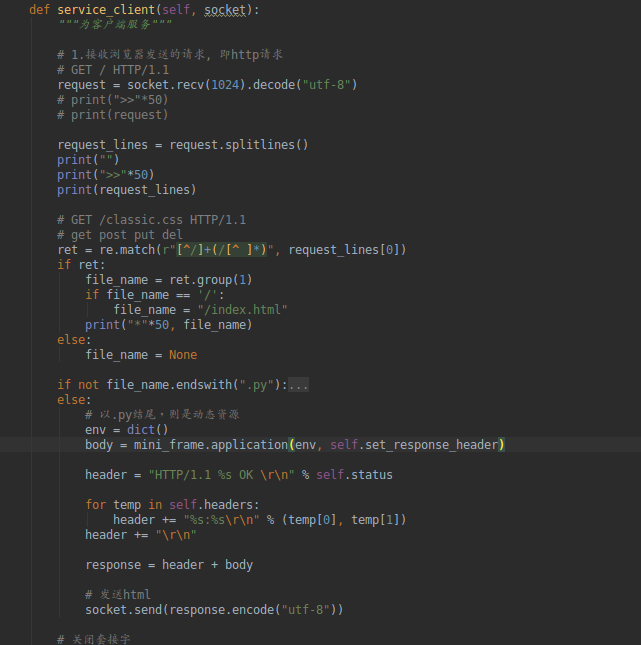 def service_client(self, socket):
"""为客户端服务"""
# 1.接收浏览器发送的请求, 即http请求
# GET / HTTP/1.1
request = socket.recv(1024).decode("utf-8")
# print(">>"*50)
# print(request)
request_lines = request.splitlines()
print("")
print(">>"*50)
print(request_lines)
# GET /classic.css HTTP/1.1
# get post put del
ret = re.match(r"[^/]+(/[^ ]*)", request_lines[0])
if ret:
file_name = ret.group(1)
if file_name == '/':
file_name = "/index.html"
print("*"*50, file_name)
else:
file_name = None
if not file_name.endswith(".py"):...
else:
# 以.py结尾,则是动态资源
env = dict()
body = mini_frame.application(env, self.set_response_header)
header = "HTTP/1.1 %s OK \r\n" % self.status
for temp in self.headers:
header += "%s:%s\r\n" % (temp[0], temp[1])
header += "\r\n"
response = header + body
# 发送html
socket.send(response.encode("utf-8"))
# 关闭套接字